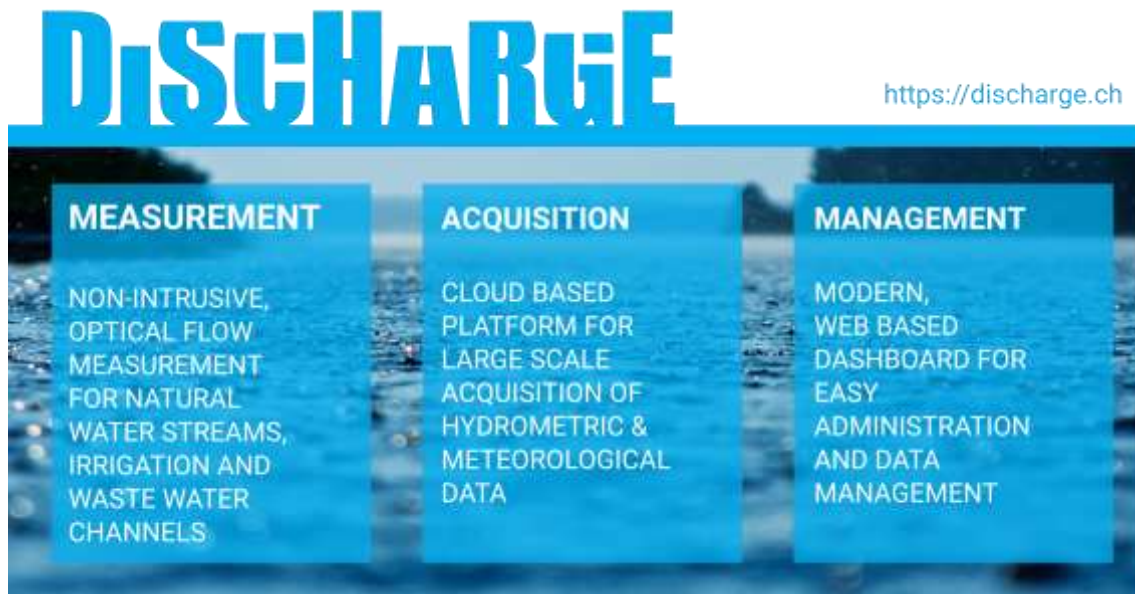 DiSCHARGE
https://discharge.ch
MEASUREMENT
NON-INTRUSIVE,
OPTICAL FLOW
MEASUREMENT
FOR NATURAL
WATER STREAMS,
IRRIGATION AND
WASTE WATER
CHANNELS
ACQUISITION
CLOUD BASED
PLATFORM FOR
LARGE SCALE
ACQUISITION OF
HYDROMETRIC &
METEOROLOGICAL
DATA
MANAGEMENT
MODERN,
WEB BASED
DASHBOARD FOR
EASY
ADMINISTRATION
AND DATA
MANAGEMENT